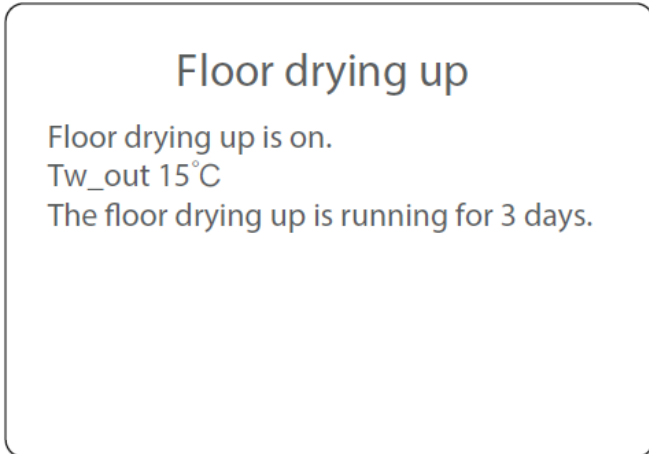 Floor drying up
Floor drying up is on.
Tw_out 15°C
The floor drying up is running for 3 days.